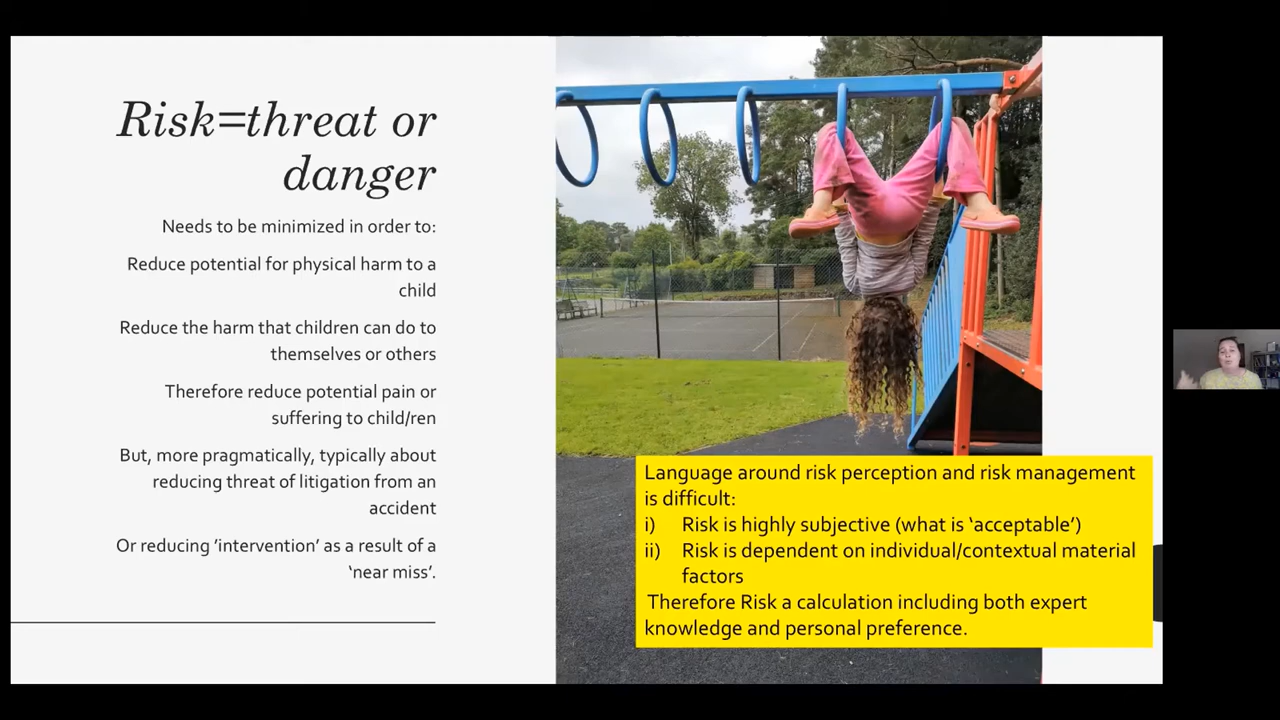 Risk=threat or
danger
Needs to be minimized in order to:
Reduce potential for physical harm to a
child
Reduce the harm that children can do to
themselves or others
Therefore reduce potential pain or
suffering to child/ren
But, more pragmatically, typically about
reducing threat of litigation from an
accident
Or reducing ’intervention’ as a result of a
‘near miss’.
Language around risk perception and risk management
is difficult:
i) Risk is highly subjective (what is ‘acceptable’)
ii) Risk is dependent on individual/contextual material
factors
Therefore Risk a calculation including both expert
knowledge and personal preference.